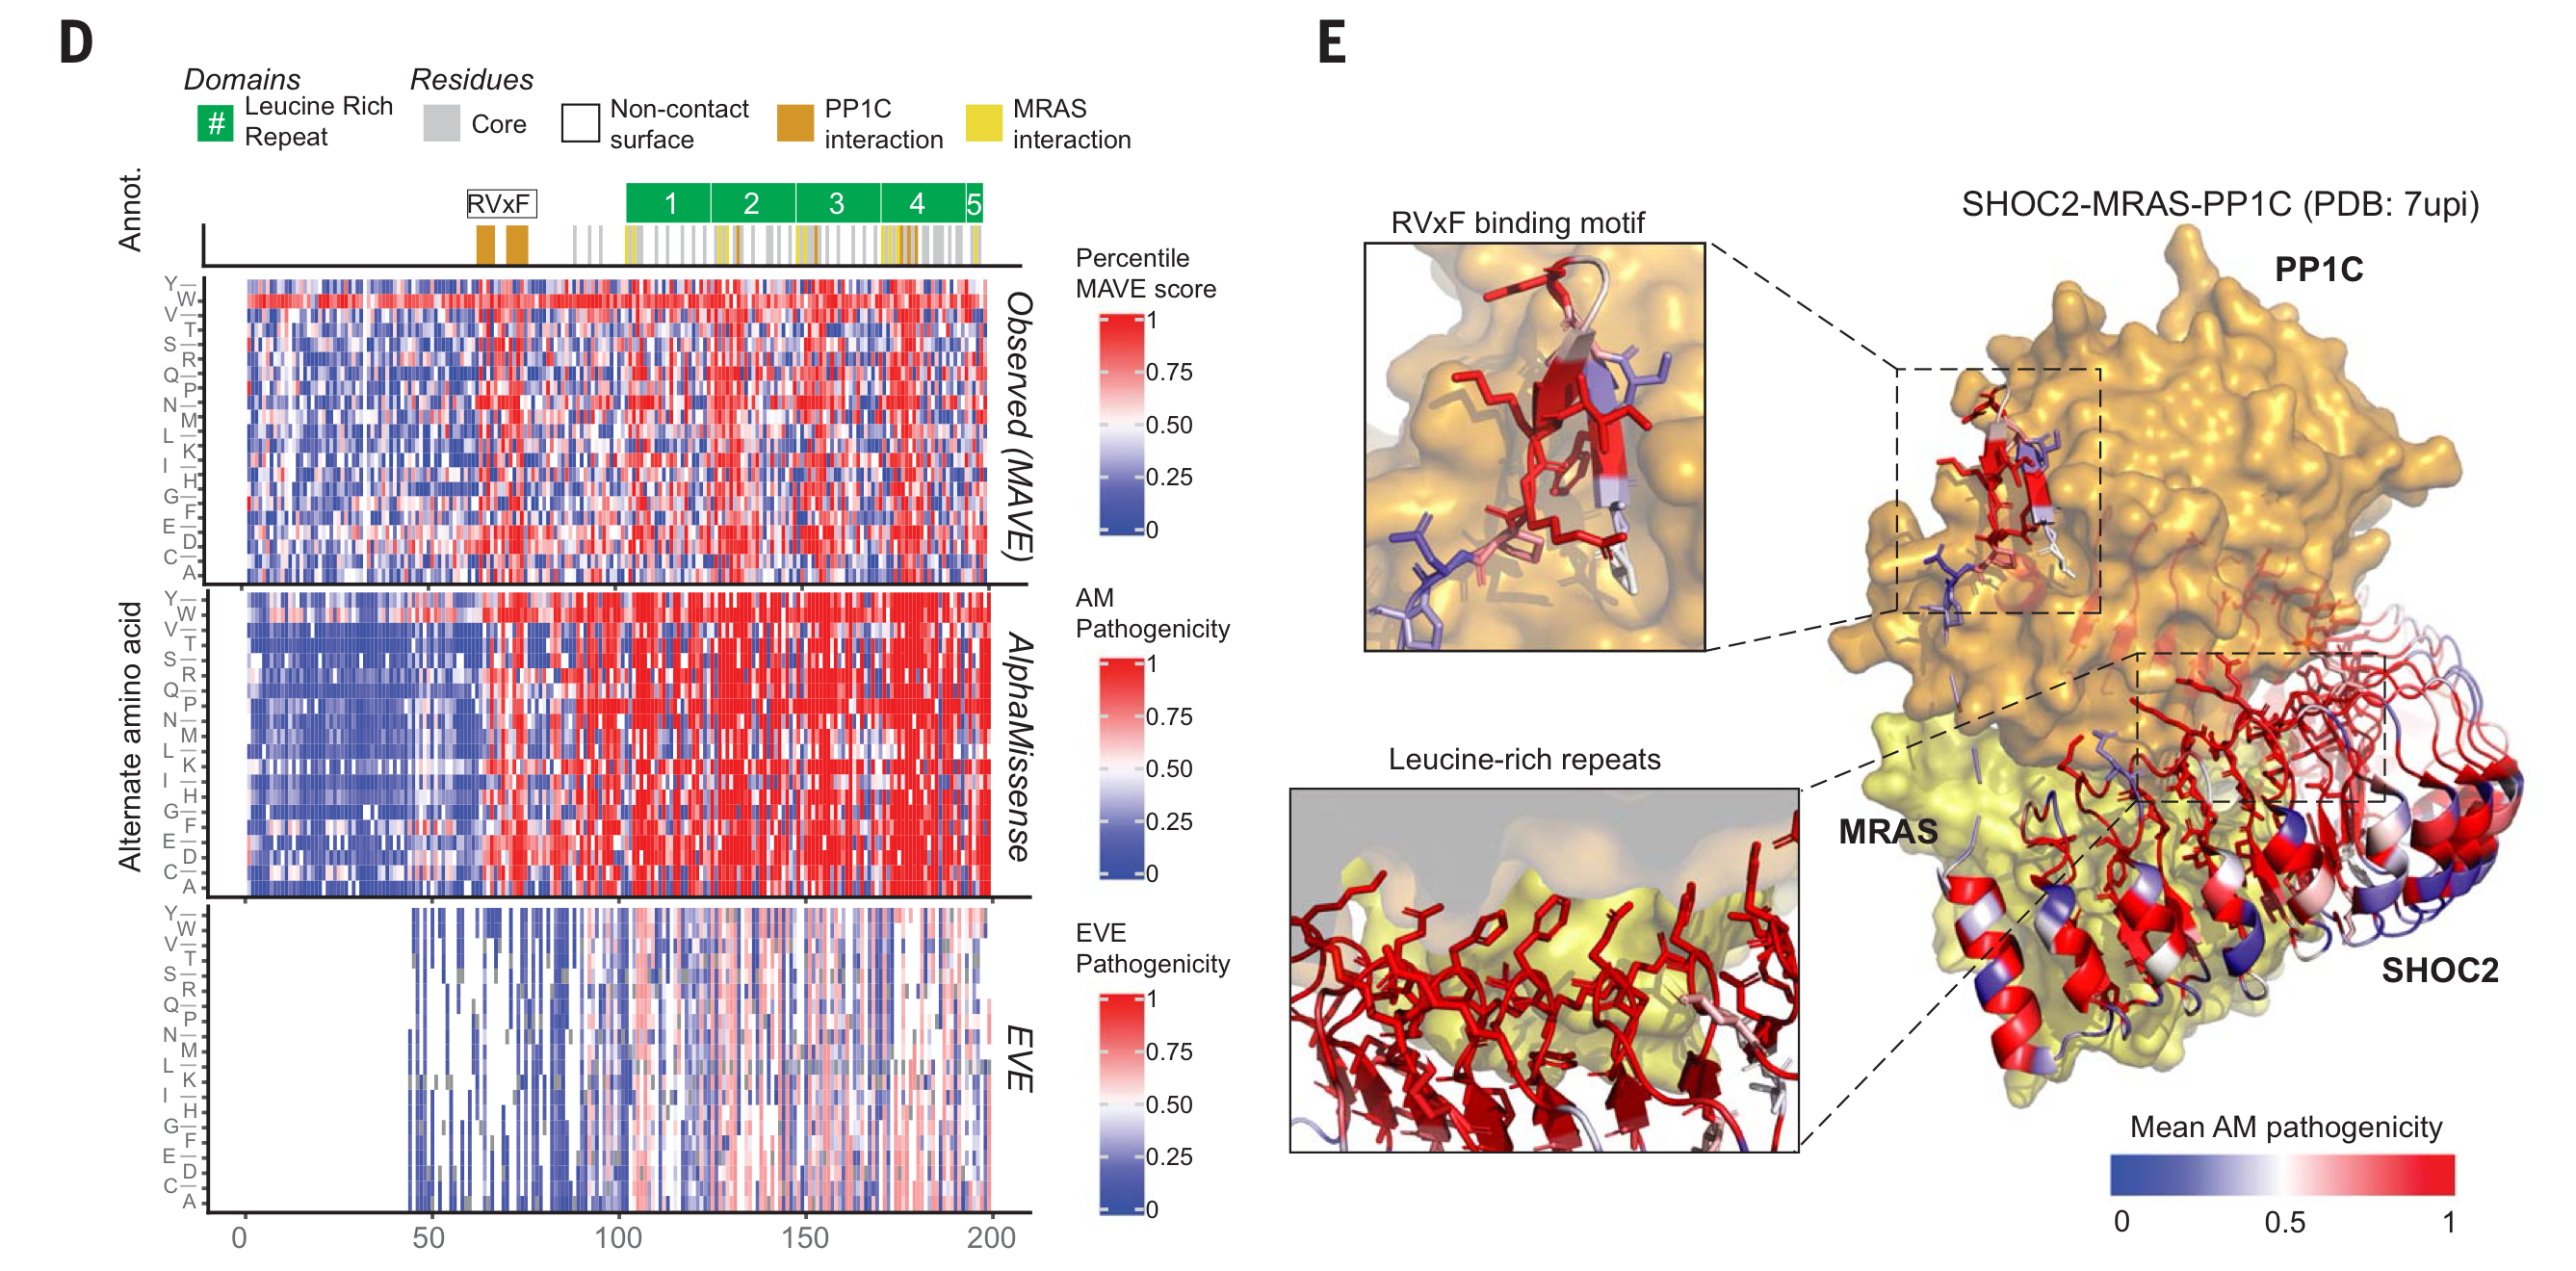 D
Domains
Residues
#
Leucine Rich
Repeat
Core
Non-contact
surface
PP1C
interaction
MRAS
interaction
Annot.
RVxF
1
2
3
4
5
Y
W
V
T
S
R
Q
P
N
M
L
K
I
H
G
F
E
D
C
A
Observed (MAVE)
Percentile
MAVE score
1
0.75
0.50
0.25
0
Alternate amino acid
Y
W
V
T
S
R
Q
P
N
M
L
K
I
H
G
F
E
D
C
A
AlphaMissense
AM
Pathogenicity
1
0.75
0.50
0.25
0
Y
W
V
T
S
R
Q
P
N
M
L
K
I
H
G
F
E
D
C
A
EVE
EVE
Pathogenicity
1
0.75
0.50
0.25
0
0
50
100
150
200
E
RVxF binding motif
SHOC2-MRAS-PP1C (PDB: 7upi)
PP1C
Leucine-rich repeats
MRAS
SHOC2
Mean AM pathogenicity
0
0.5
1